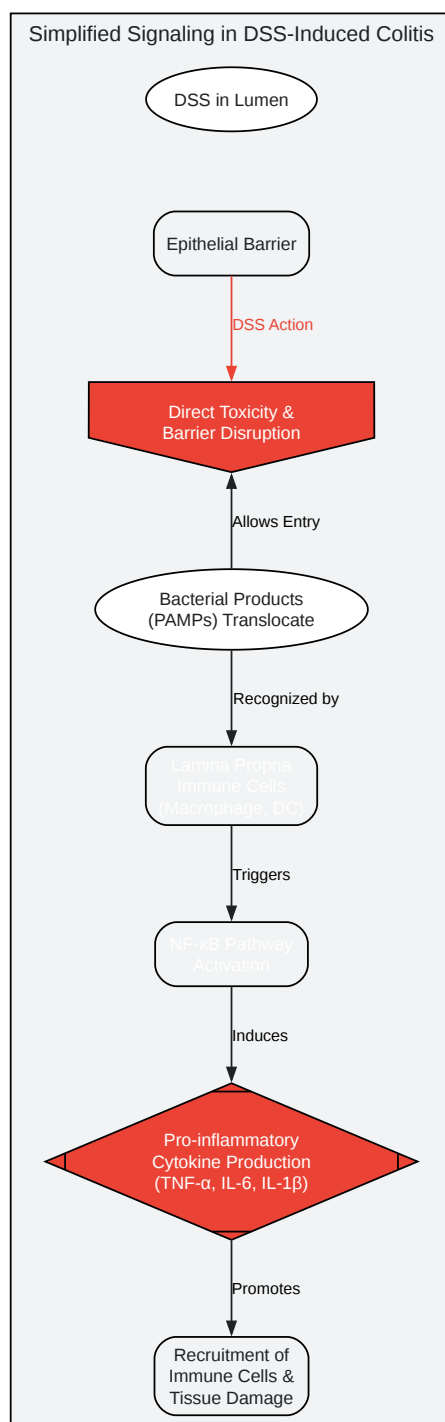 Simplified Signaling in DSS-Induced Colitis
DSS in Lumen
Epithelial Barrier
DSS Action
Direct Toxicity &
Barrier Disruption
Allows Entry
Bacterial Products
(PAMPs) Translocate
Recognized by
Lamina Propria
Immune Cells
(Macrophage, DC)
Triggers
NF-κB Pathway
Activation
Induces
Pro-inflammatory
Cytokine Production
(TNF-α, IL-6, IL-1β)
Promotes
Recruitment of
Immune Cells &
Tissue Damage